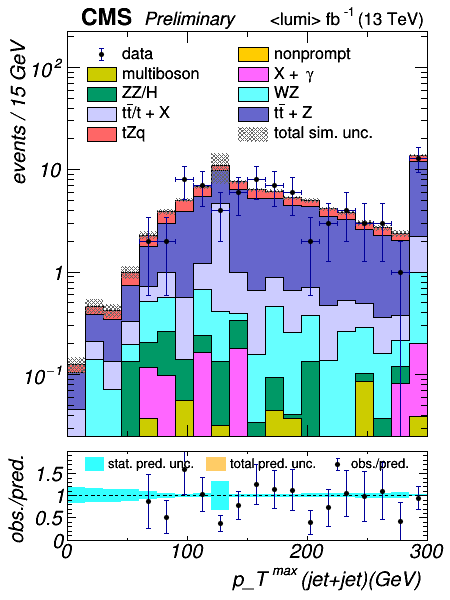 CMS Preliminary <lumi> fb⁻¹ (13 TeV)
events / 15 GeV
10²
10
1
10⁻¹
data
nonprompt
multiboson
X + γ
ZZ/H
WZ
tt̄/t + X
tt̄ + Z
tZq
total sim. unc.
obs./pred.
1.5
1
0.5
0
stat. pred. unc.
total pred. unc.
obs./pred.
0 100 200 300
p_T^max (jet+jet)(GeV)